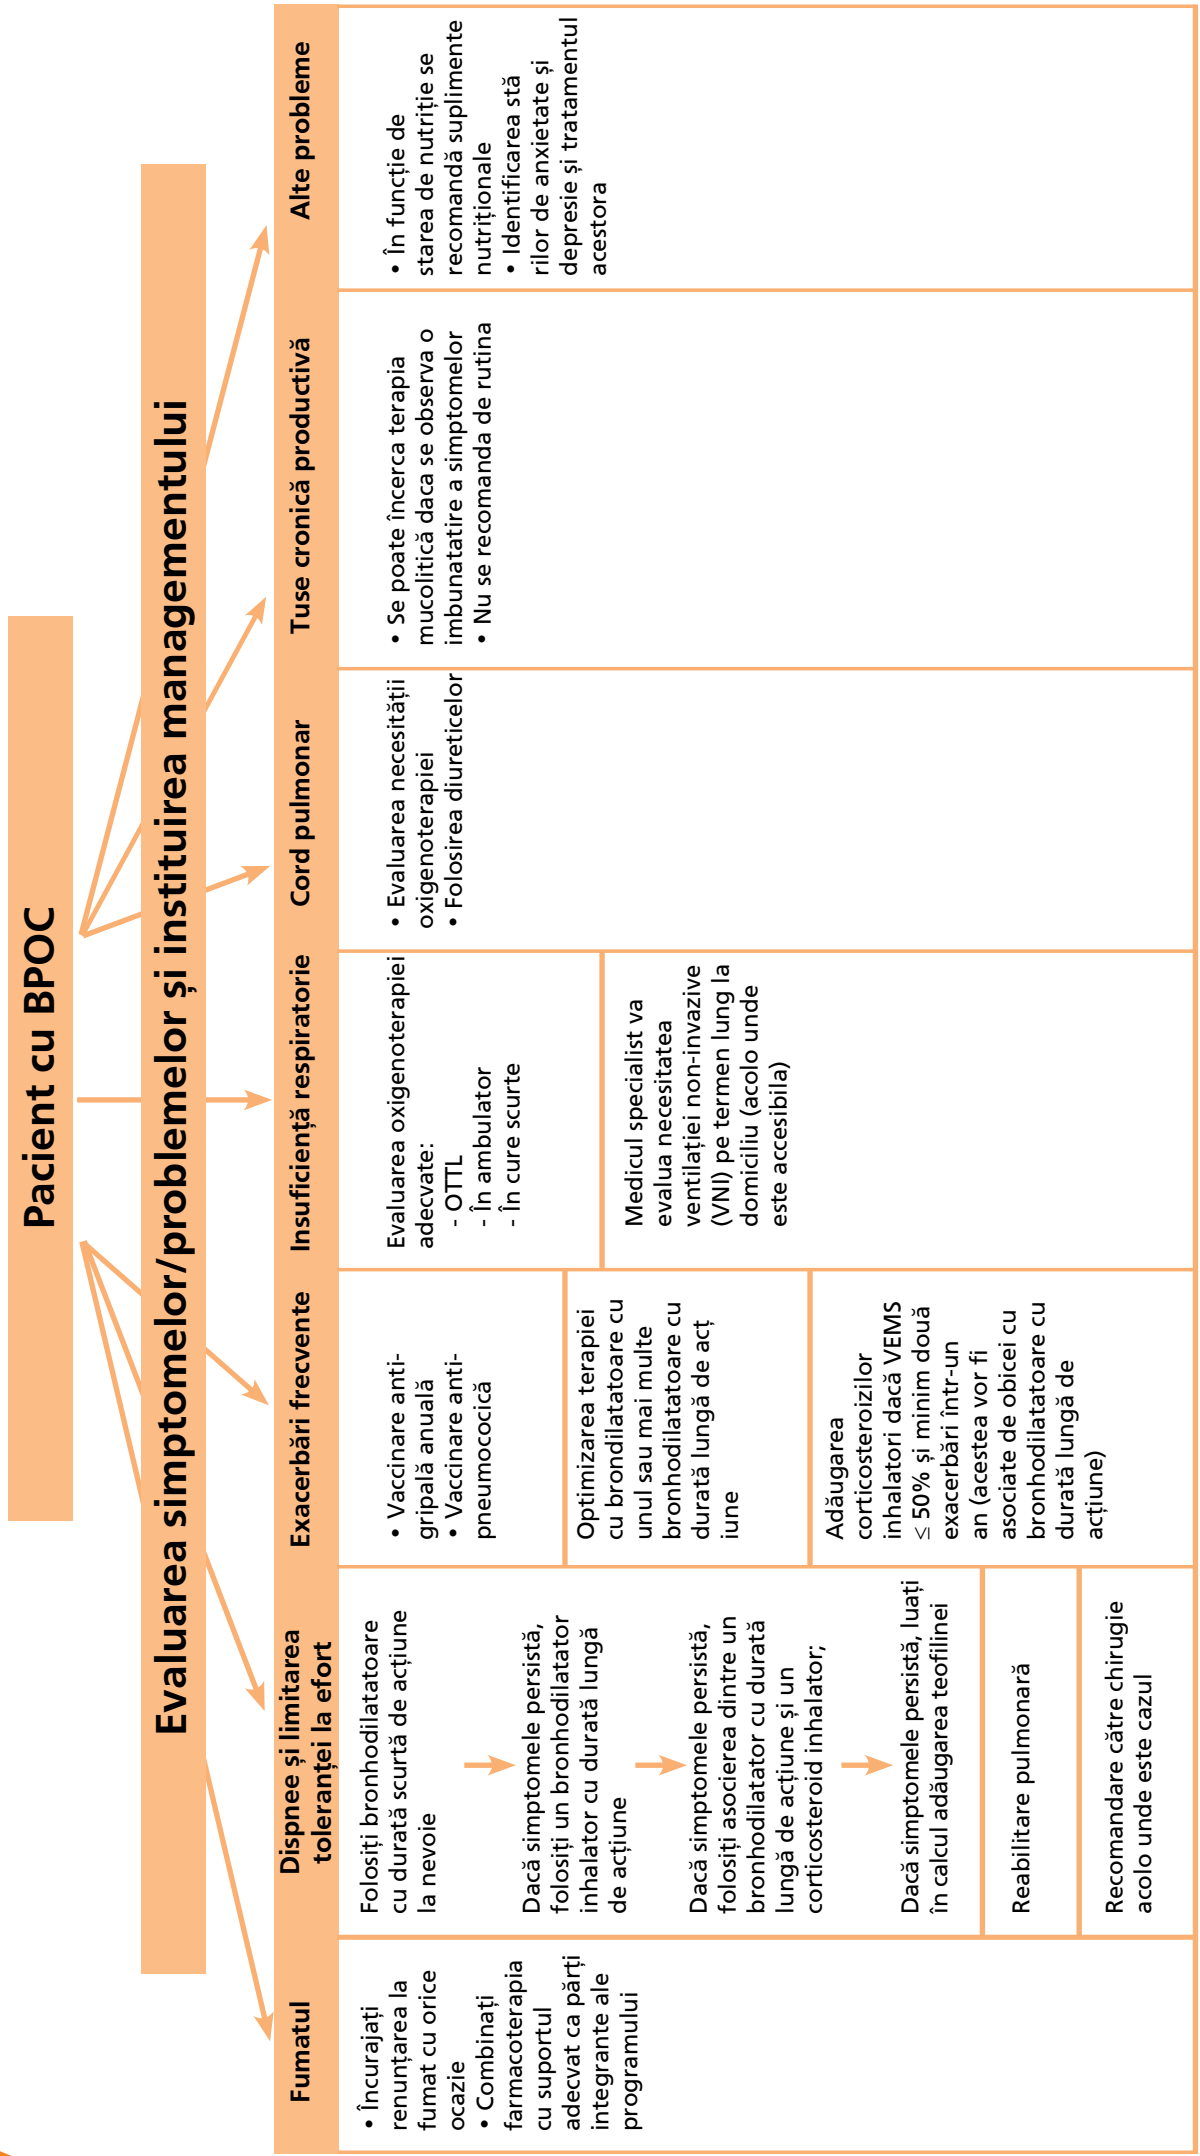 Pacient cu BPOC
Evaluarea simptomelor/problemelor și instituirea managementului
Fumatul
• Încurajați
renunțarea la
fumat cu orice
ocazie
• Combinați
farmacoterapia
cu suportul
adecvat ca părți
integrante ale
programului
Dispnee și limitarea
toleranței la efort
Folosiți bronhodilatatoare
cu durată scurtă de acțiune
la nevoie
Dacă simptomele persistă,
folosiți un bronhodilatator
inhalator cu durată lungă
de acțiune
Dacă simptomele persistă,
folosiți asocierea dintre un
bronhodilatator cu durată
lungă de acțiune și un
corticosteroid inhalator;
Dacă simptomele persistă, luați
în calcul adăugarea teofilinei
Reabilitare pulmonară
Recomandare către chirugie
acolo unde este cazul
Exacerbări frecvente
• Vaccinare anti-
gripală anuală
• Vaccinare anti-
pneumococică
Optimizarea terapiei
cu brondilatatoare cu
unul sau mai multe
bronhodilatatoare cu
durată lungă de acț
iune
Adăugarea
corticosteroizilor
inhalatori dacă VEMS
≤ 50% și minim două
exacerbări într-un
an (acestea vor fi
asociate de obicei cu
bronhodilatatoare cu
durată lungă de
acțiune)
Insuficiență respiratorie
Evaluarea oxigenoterapiei
adecvate:
- OTTL
- În ambulator
- În cure scurte
Medicul specialist va
evalua necesitatea
ventilației non-invazive
(VNI) pe termen lung la
domiciliu (acolo unde
este accesibila)
Cord pulmonar
• Evaluarea necesității
oxigenoterapiei
• Folosirea diureticelor
Tuse cronică productivă
• Se poate încerca terapia
mucolitică daca se observa o
imbunatatire a simptomelor
• Nu se recomanda de rutina
Alte probleme
• În funcție de
starea de nutriție se
recomandă suplimente
nutriționale
• Identificarea stă
rilor de anxietate și
depresie și tratamentul
acestora